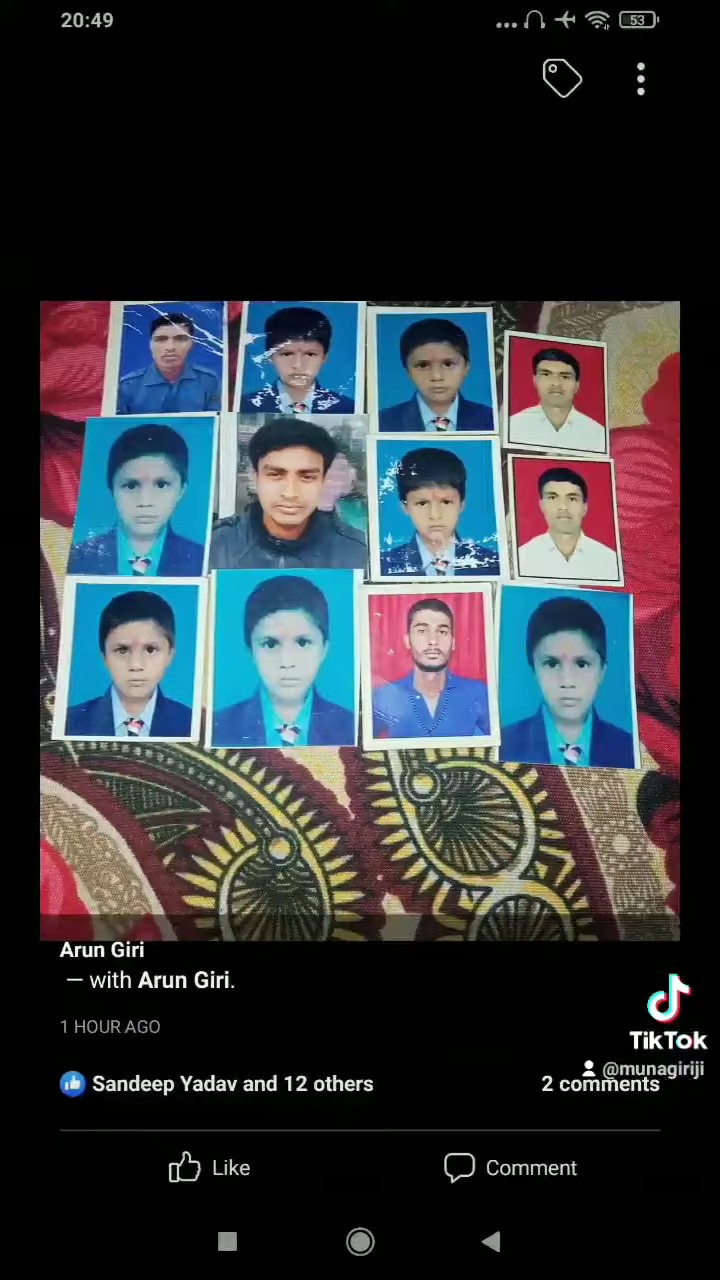 20:49
53
Arun Giri
— with Arun Giri.
1 HOUR AGO
Sandeep Yadav and 12 others
2 comments
TikTok
@munagiriji
Like
Comment